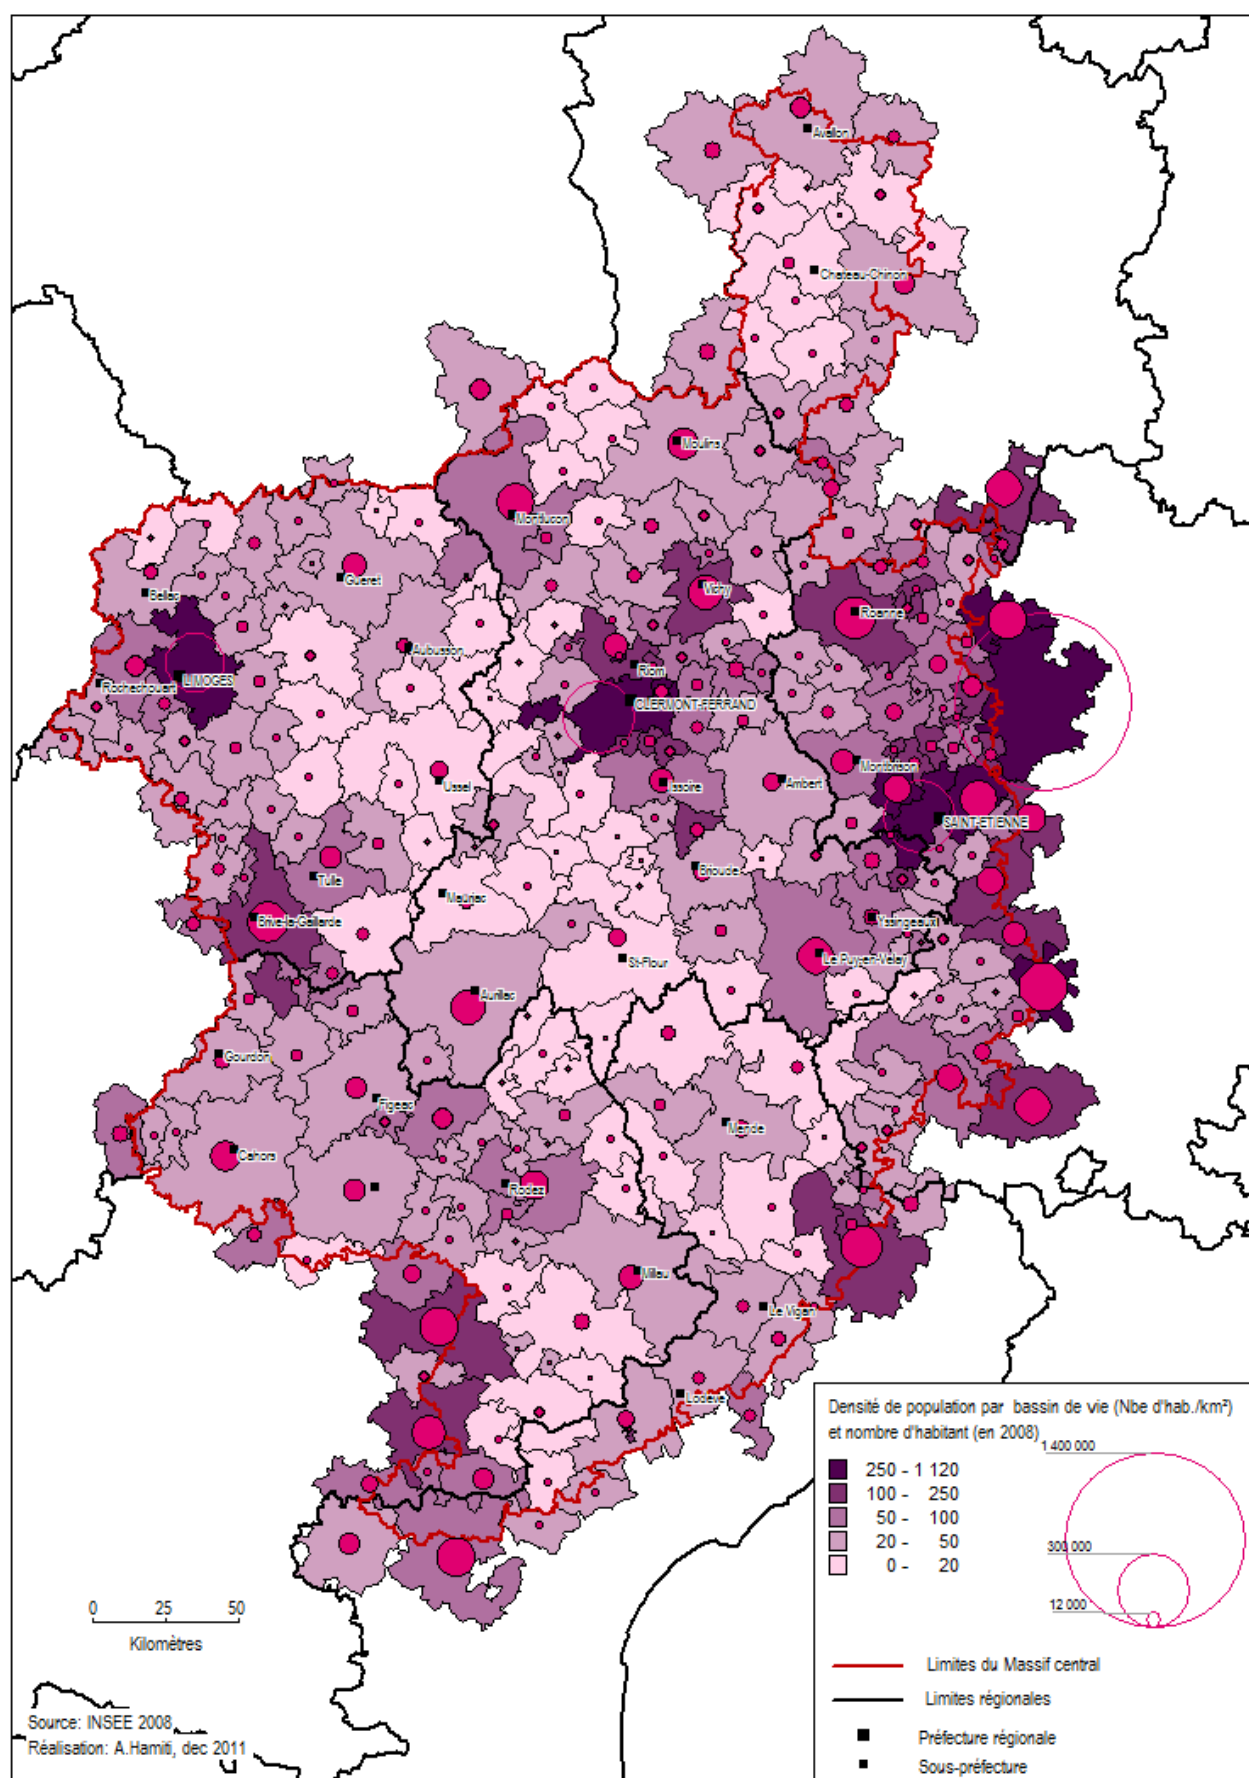 Avallon
Chateau-Chinon
Moulins
Montlucon
Gueret
Bellac
Vichy
Roanne
Aubusson
Riom
LIMOGES
Rochechouart
CLERMONT-FERRAND
Montbrison
Ussel
Issoire
Ambert
SAINT-ETIENNE
Tulle
Brioude
Mauriac
Brive-la-Gaillarde
Yssingeaux
St-Flour
Le Puy-en-Velay
Aurillac
Gourdon
Figeac
Mende
Cahors
Rodez
Millau
Le Vigan
Lodeve
Densité de population par bassin de vie (Nbe d'hab./km²)
et nombre d'habitant (en 2008)
1 400 000
250 - 1 120
100 - 250
50 - 100
20 - 50
0 - 20
300 000
12 000
0 25 50
Kilomètres
Limites du Massif central
Limites régionales
Préfecture régionale
Sous-préfecture
Source: INSEE 2008
Réalisation: A.Hamiti, dec 2011